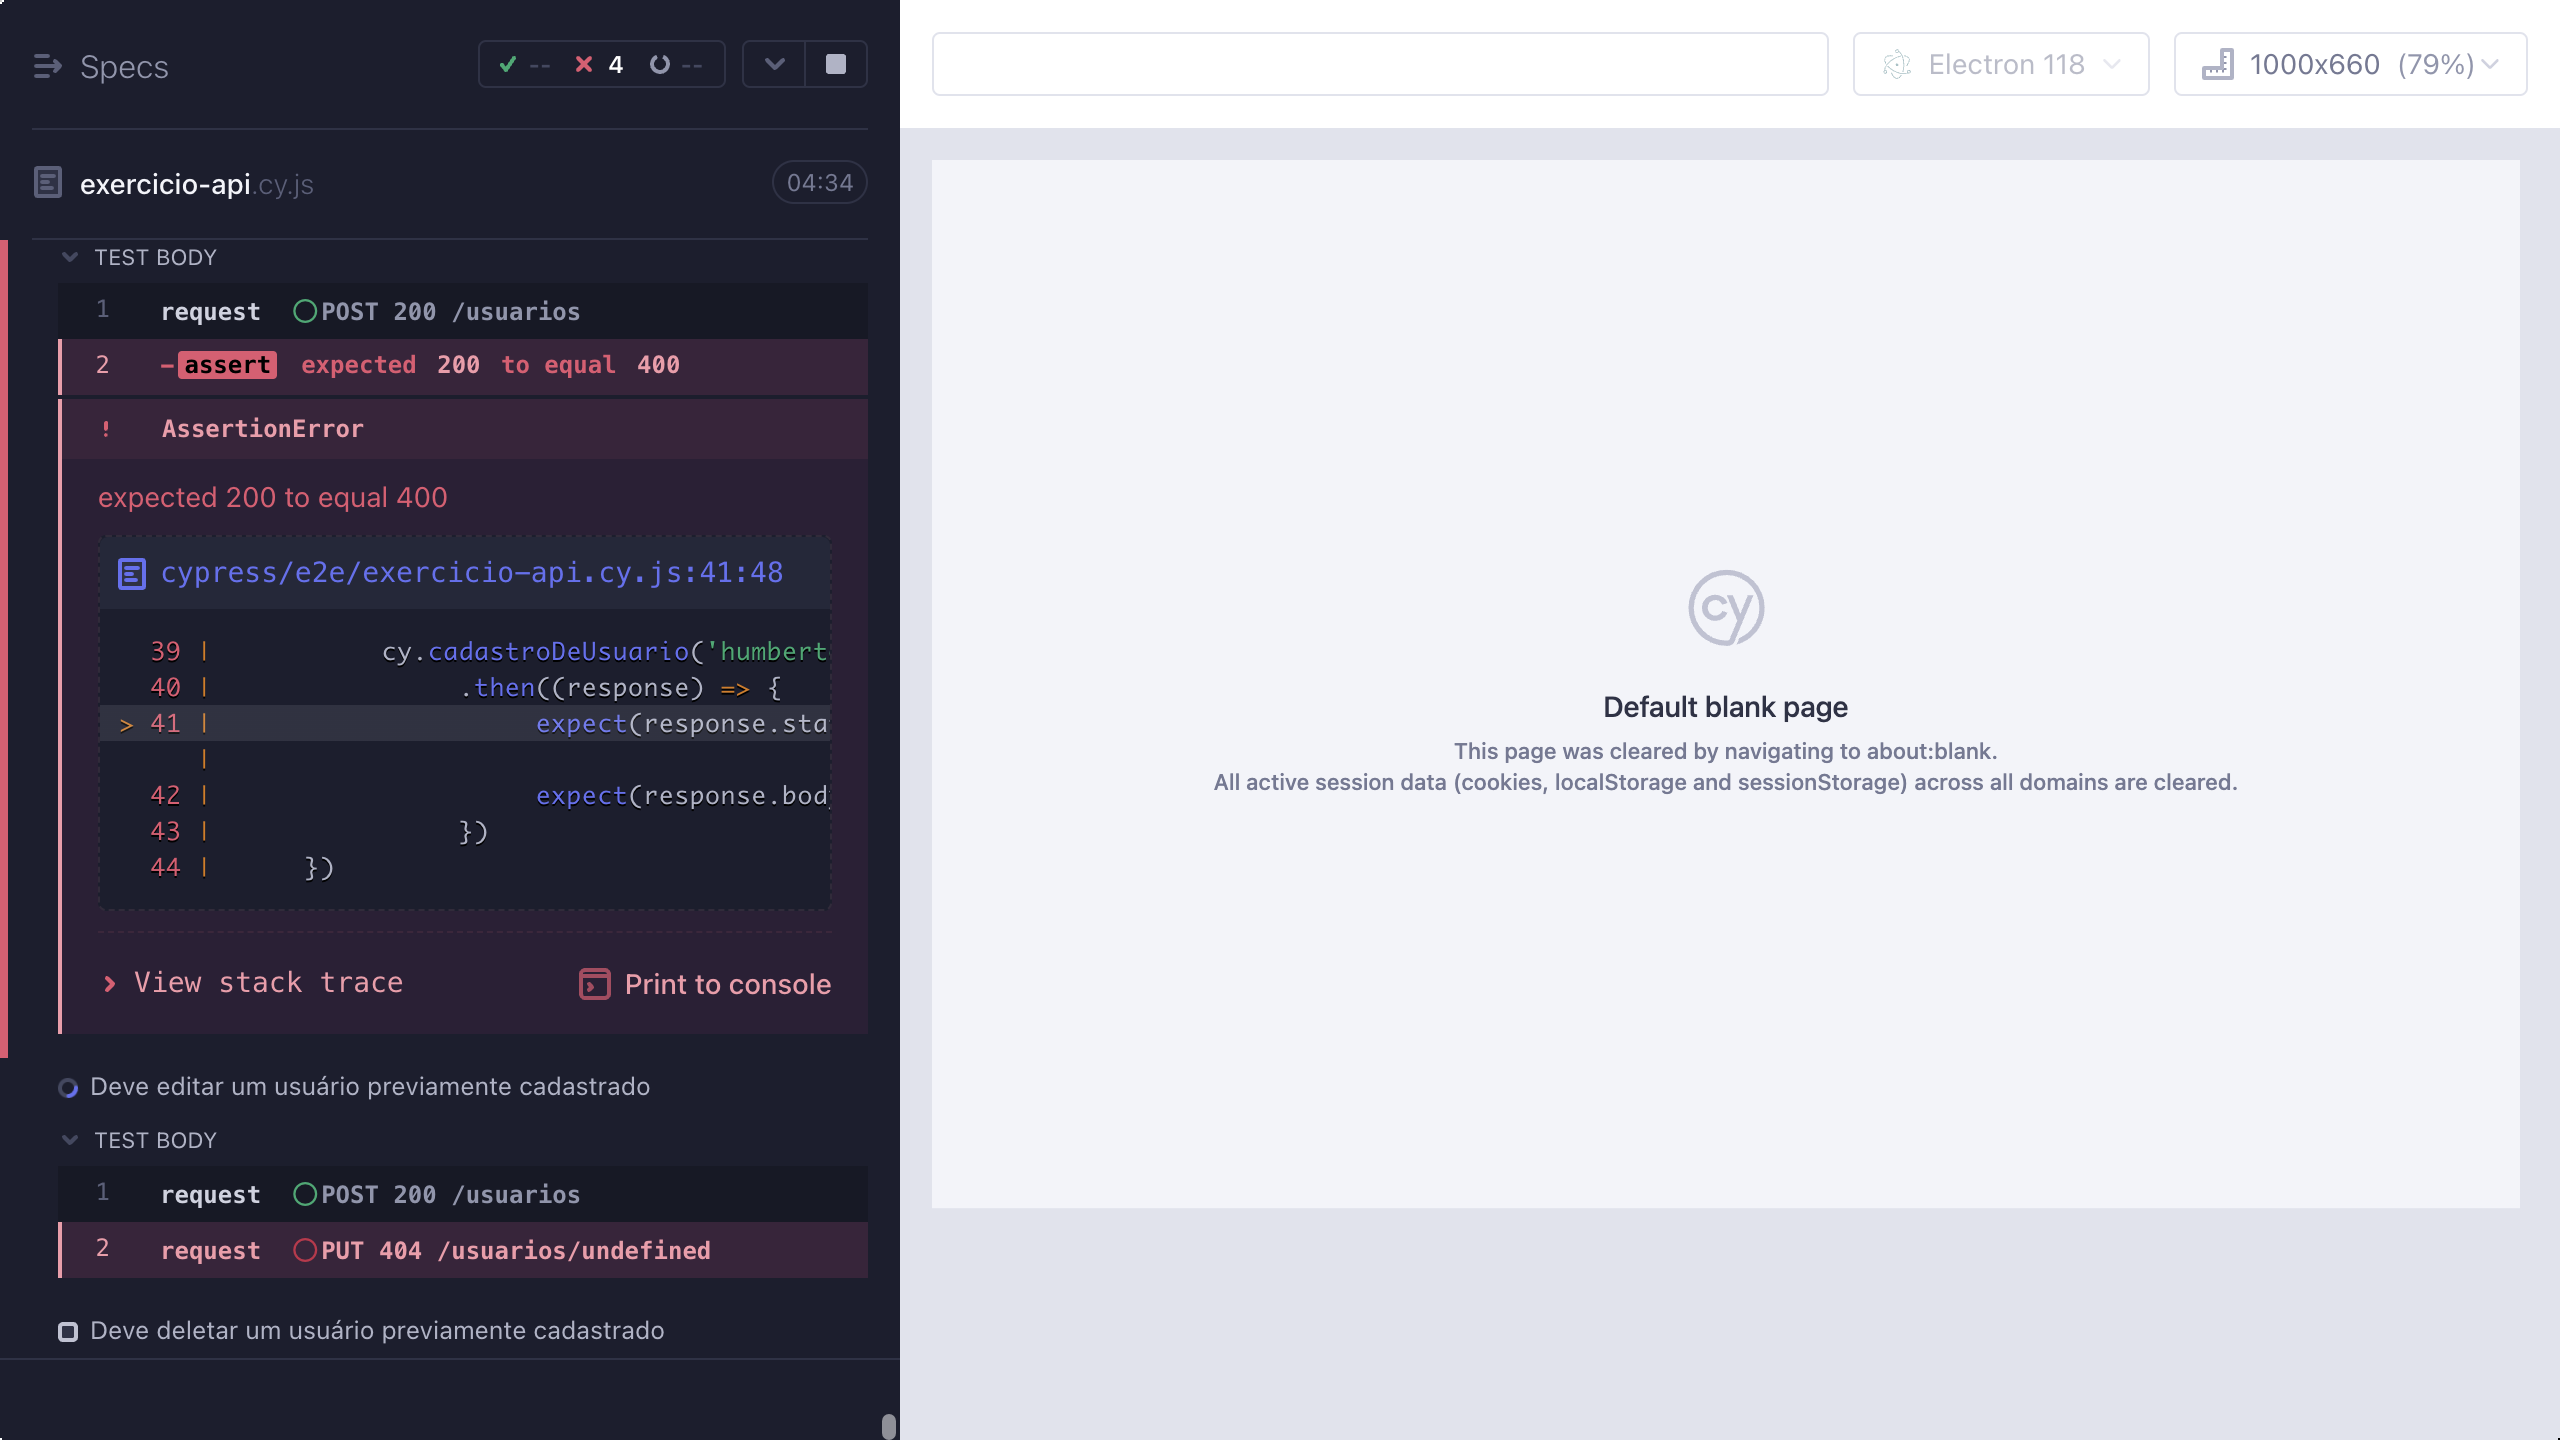 Specs
-- 4 --
exercicio-api.cy.js 04:34
TEST BODY
1 request POST 200 /usuarios
2 -assert expected 200 to equal 400
! AssertionError
expected 200 to equal 400
cypress/e2e/exercicio-api.cy.js:41:48
39 | cy.cadastroDeUsuario('humbert
40 | .then((response) => {
> 41 | expect(response.sta
|
42 | expect(response.bod
43 | })
44 | })
View stack trace Print to console
Deve editar um usuário previamente cadastrado
TEST BODY
1 request POST 200 /usuarios
2 request PUT 404 /usuarios/undefined
Deve deletar um usuário previamente cadastrado
Electron 118 1000x660 (79%)
cy
Default blank page
This page was cleared by navigating to about:blank.
All active session data (cookies, localStorage and sessionStorage) across all domains are cleared.